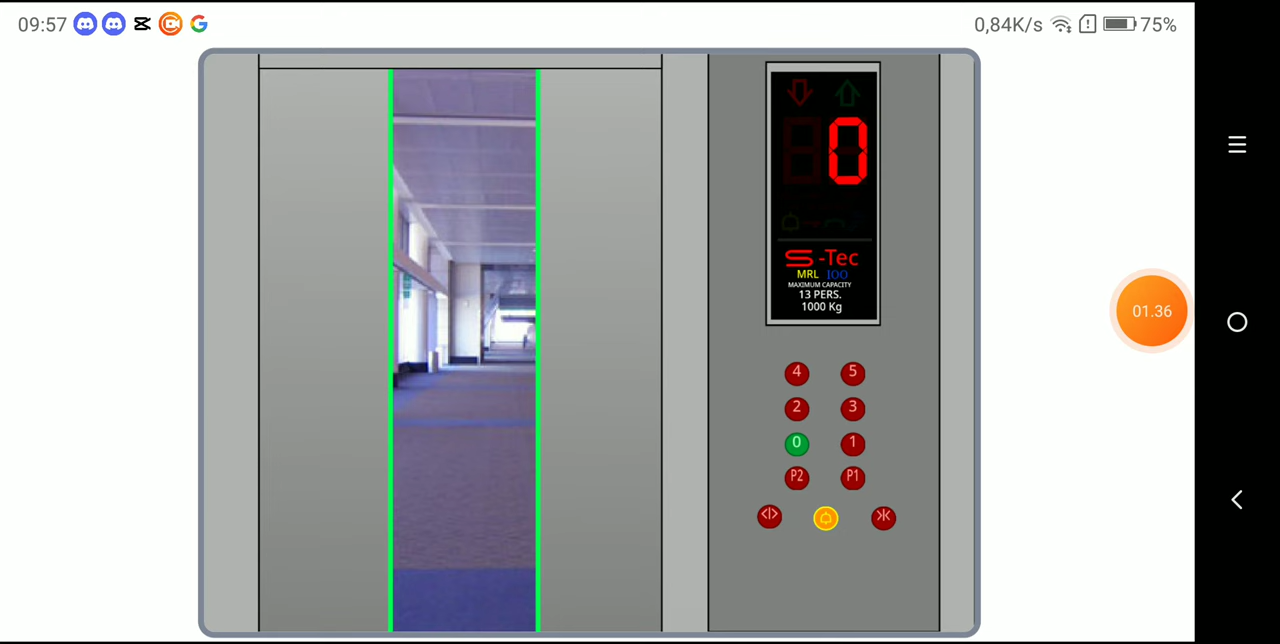 09:57
0,84K/s
75%
0
S-Tec
MRL 100
MAXIMUM CAPACITY
13 PERS.
1000 Kg
01.36
4 5
2 3
0 1
P2 P1